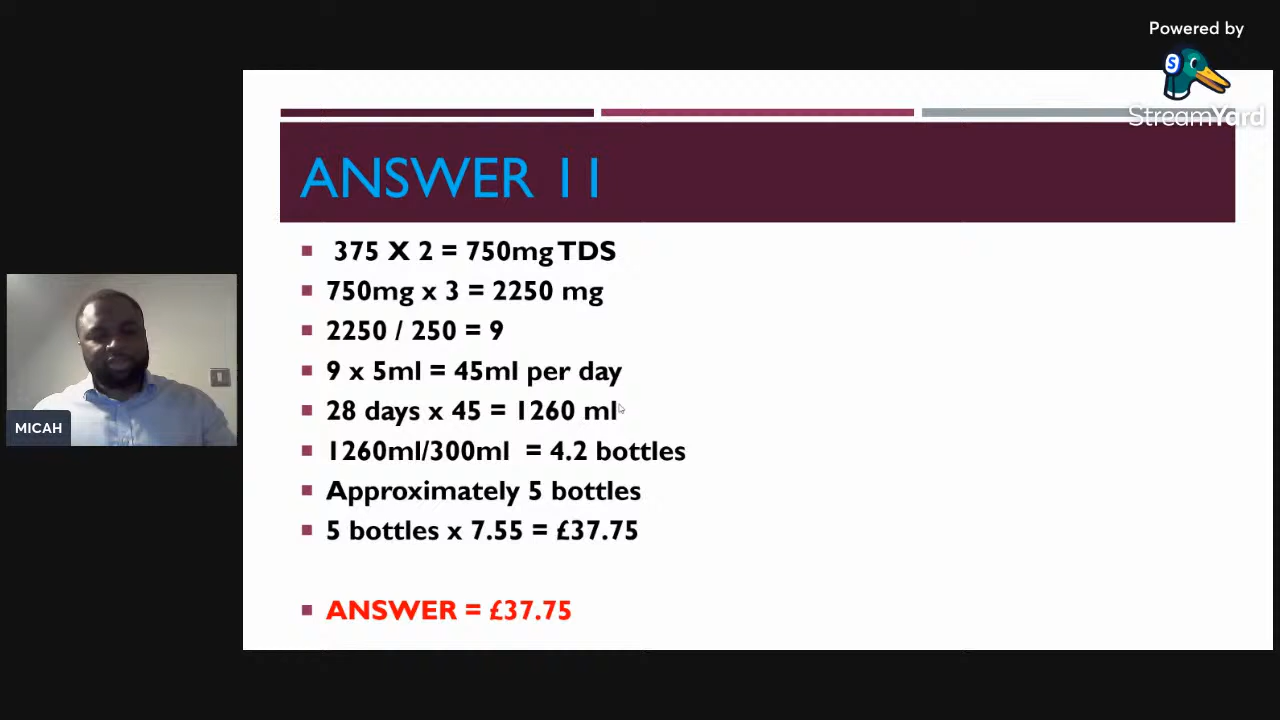 Powered by
StreamYard
ANSWER 11
375 X 2 = 750mg TDS
750mg x 3 = 2250 mg
2250 / 250 = 9
9 x 5ml = 45ml per day
28 days x 45 = 1260 ml
1260ml/300ml = 4.2 bottles
Approximately 5 bottles
5 bottles x 7.55 = £37.75
ANSWER = £37.75
MICAH